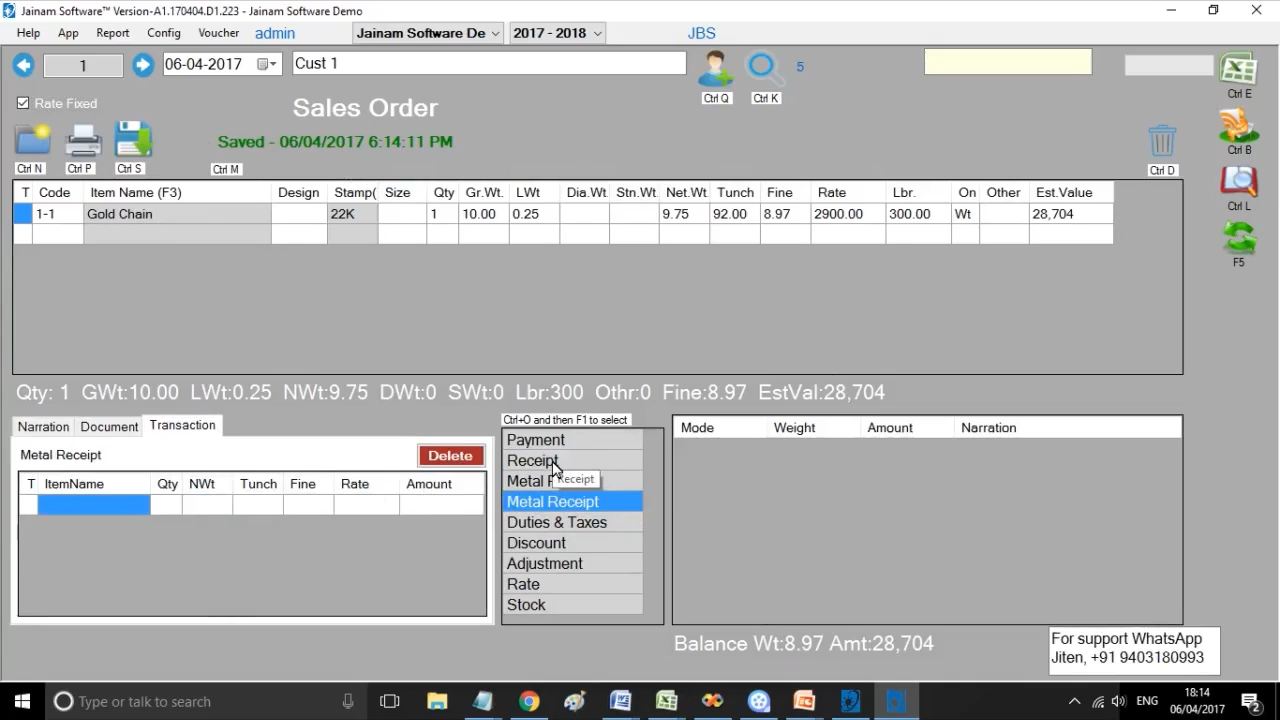 Jainam Software™ Version-A1.170404.D1.223 - Jainam Software Demo
Help App Report Config Voucher admin Jainam Software De 2017 - 2018 JBS
1 06-04-2017 Cust 1 5
Ctrl Q Ctrl K Ctrl E
Rate Fixed
Sales Order
Saved - 06/04/2017 6:14:11 PM
Ctrl B
Ctrl N Ctrl P Ctrl S Ctrl M Ctrl D
T Code Item Name (F3) Design Stamp( Size Qty Gr.Wt. LWt Dia.Wt Stn.Wt Net.Wt Tunch Fine Rate Lbr. On Other Est.Value
Ctrl L
1-1 Gold Chain 22K 1 10.00 0.25 9.75 92.00 8.97 2900.00 300.00 Wt 28,704
F5
Qty: 1 GWt:10.00 LWt:0.25 NWt:9.75 DWt:0 SWt:0 Lbr:300 Othr:0 Fine:8.97 EstVal:28,704
Narration Document Transaction
Metal Receipt Delete
T ItemName Qty NWt Tunch Fine Rate Amount
Ctrl+O and then F1 to select
Payment
Receipt
Metal
Receipt
Metal Receipt
Duties & Taxes
Discount
Adjustment
Rate
Stock
Mode Weight Amount Narration
Balance Wt:8.97 Amt:28,704
For support WhatsApp
Jiten, +91 9403180993
Type or talk to search
ENG
18:14
06/04/2017
2